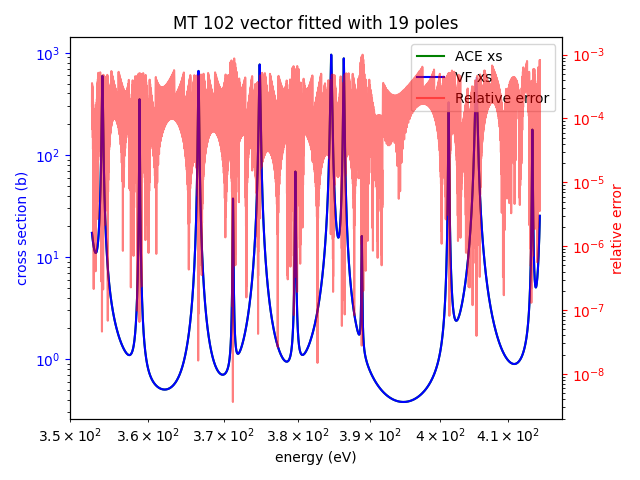 MT 102 vector fitted with 19 poles
ACE xs
VF xs
Relative error
cross section (b)
10³
10²
10¹
10⁰
relative error
10⁻³
10⁻⁴
10⁻⁵
10⁻⁶
10⁻⁷
10⁻⁸
3.5 × 10² 3.6 × 10² 3.7 × 10² 3.8 × 10² 3.9 × 10² 4 × 10² 4.1 × 10²
energy (eV)